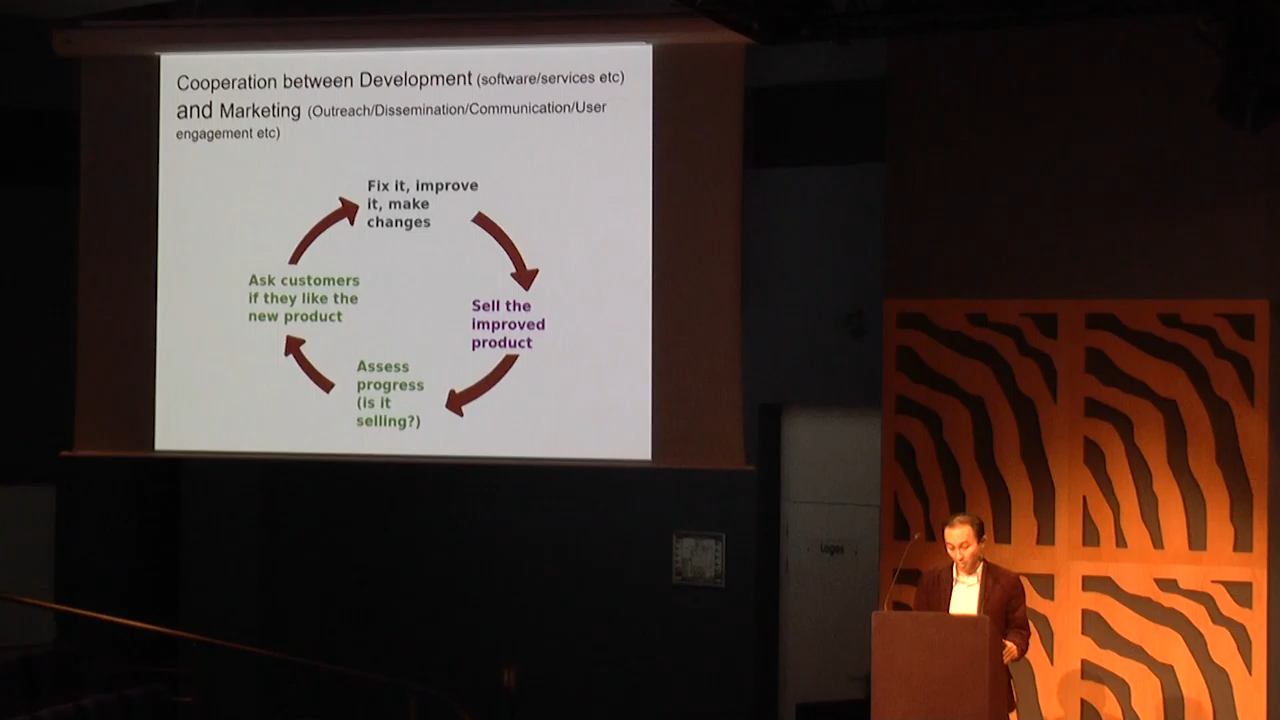 Cooperation between Development (software/services etc)
and Marketing (Outreach/Dissemination/Communication/User
engagement etc)
Fix it, improve
it, make
changes
Ask customers
if they like the
new product
Sell the
improved
product
Assess
progress
(is it
selling?)
Loges